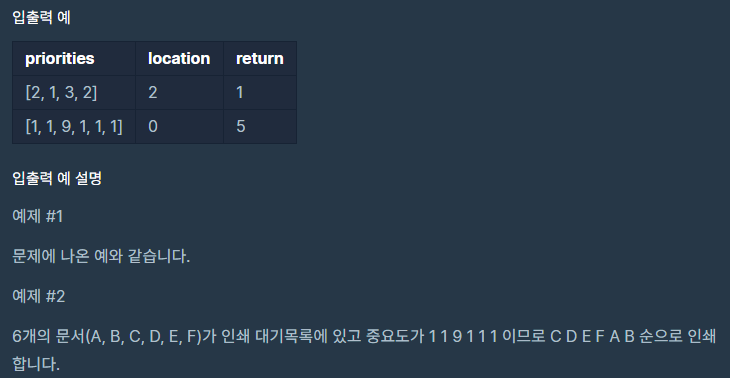 입출력 예
priorities location return
[2, 1, 3, 2] 2 1
[1, 1, 9, 1, 1, 1] 0 5
입출력 예 설명
예제 #1
문제에 나온 예와 같습니다.
예제 #2
6개의 문서(A, B, C, D, E, F)가 인쇄 대기목록에 있고 중요도가 1 1 9 1 1 1 이므로 C D E F A B 순으로 인쇄
합니다.